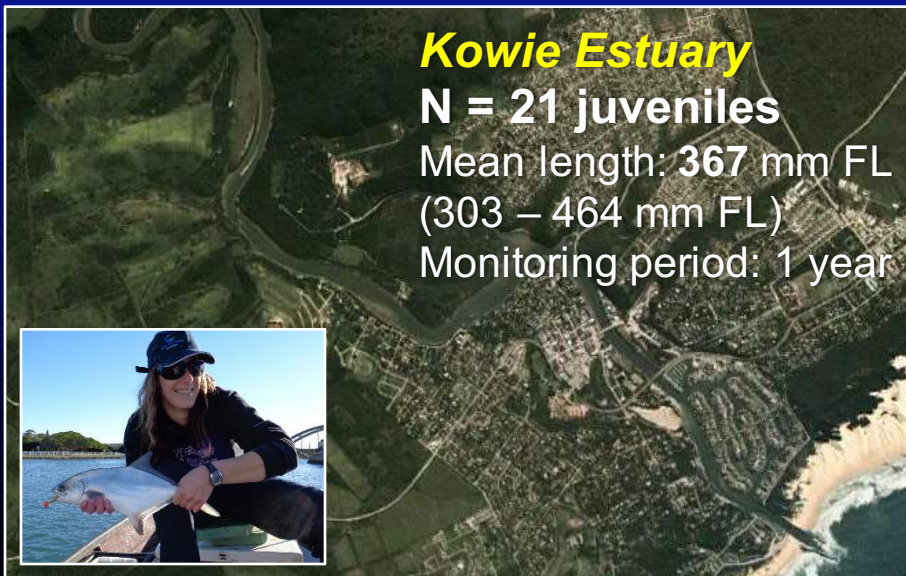 Kowie Estuary
N = 21 juveniles
Mean length: 367 mm FL
(303 – 464 mm FL)
Monitoring period: 1 year